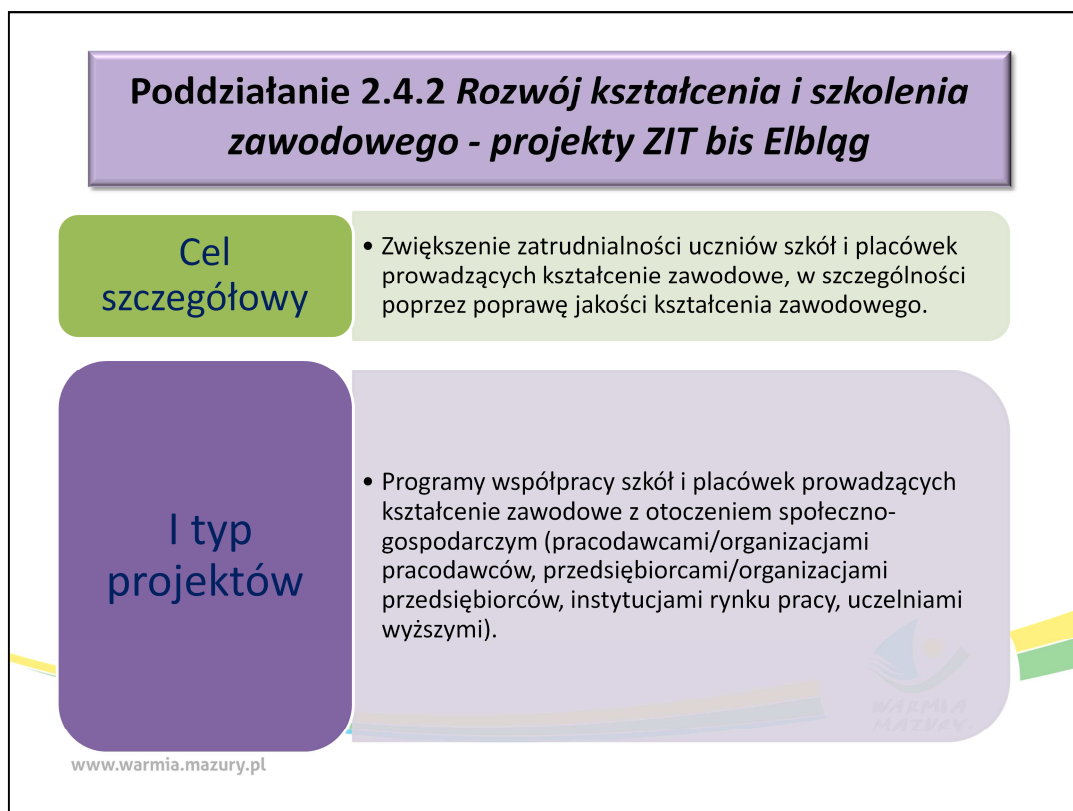 Poddziałanie 2.4.2 Rozwój kształcenia i szkolenia
zawodowego - projekty ZIT bis Elbląg
Cel
szczegółowy
• Zwiększenie zatrudnialności uczniów szkół i placówek
prowadzących kształcenie zawodowe, w szczególności
poprzez poprawę jakości kształcenia zawodowego.
I typ
projektów
• Programy współpracy szkół i placówek prowadzących
kształcenie zawodowe z otoczeniem społeczno-
gospodarczym (pracodawcami/organizacjami
pracodawców, przedsiębiorcami/organizacjami
przedsiębiorców, instytucjami rynku pracy, uczelniami
wyższymi).
WARMIA
MAZURY
www.warmia.mazury.pl